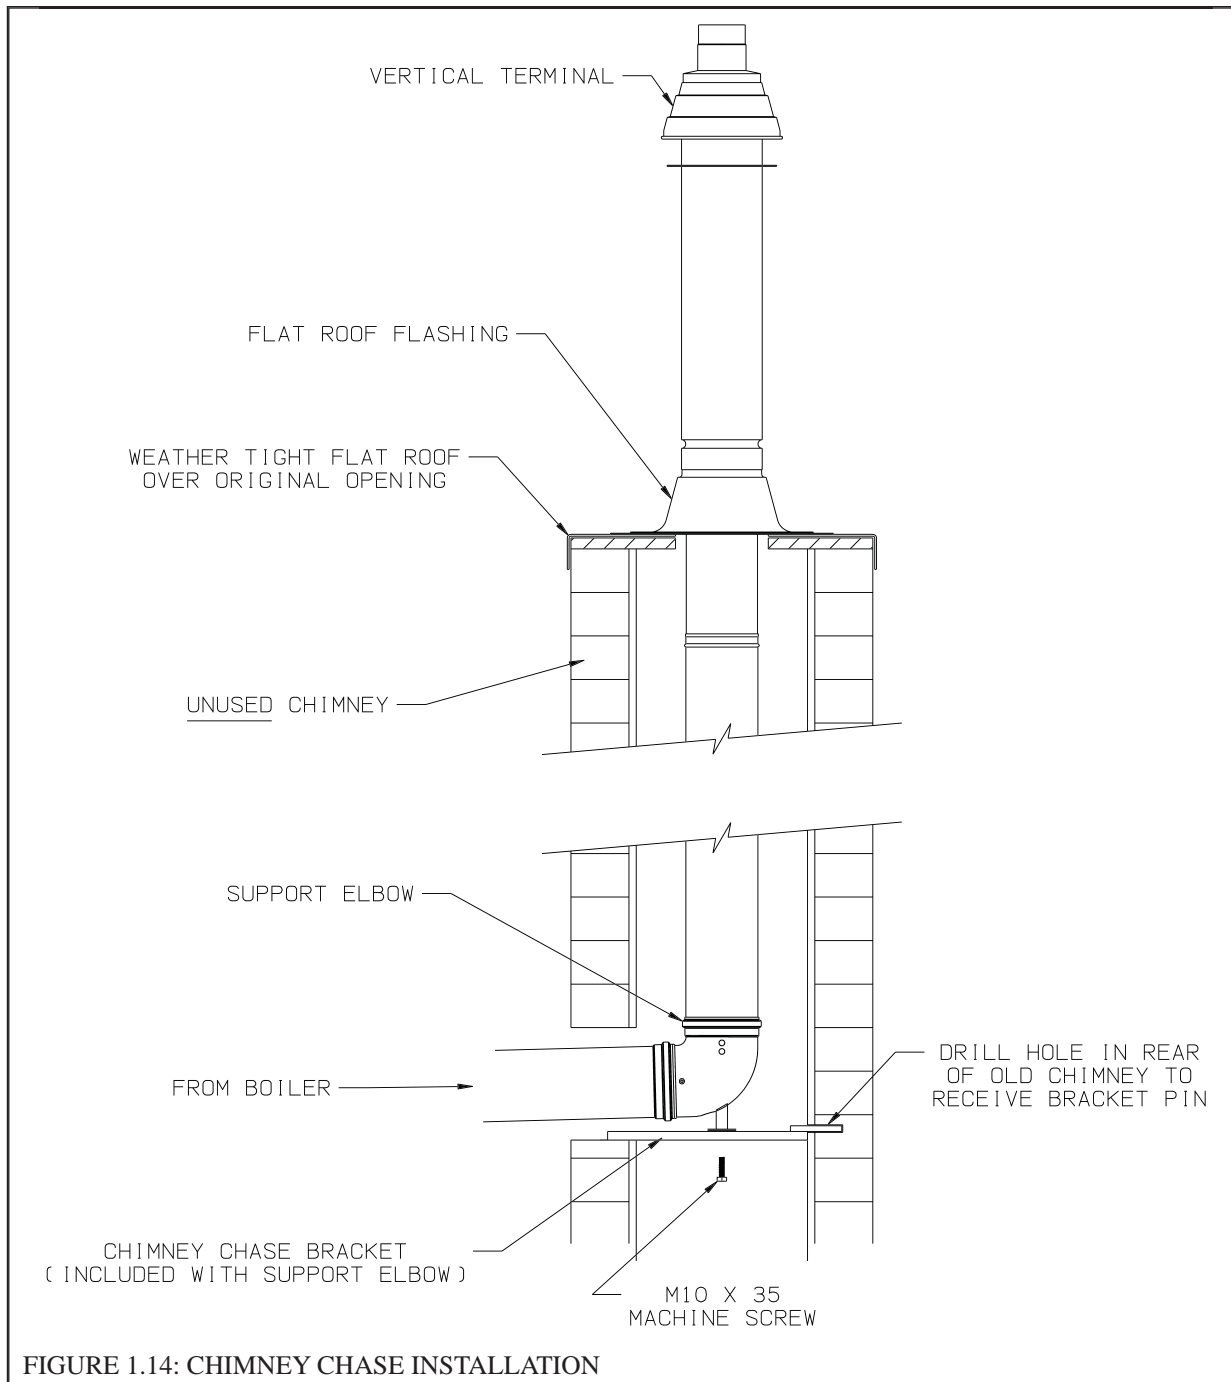 VERTICAL TERMINAL
FLAT ROOF FLASHING
WEATHER TIGHT FLAT ROOF
OVER ORIGINAL OPENING
UNUSED CHIMNEY
SUPPORT ELBOW
DRILL HOLE IN REAR
OF OLD CHIMNEY TO
RECEIVE BRACKET PIN
FROM BOILER
CHIMNEY CHASE BRACKET
(INCLUDED WITH SUPPORT ELBOW)
M10 X 35
MACHINE SCREW
FIGURE 1.14: CHIMNEY CHASE INSTALLATION